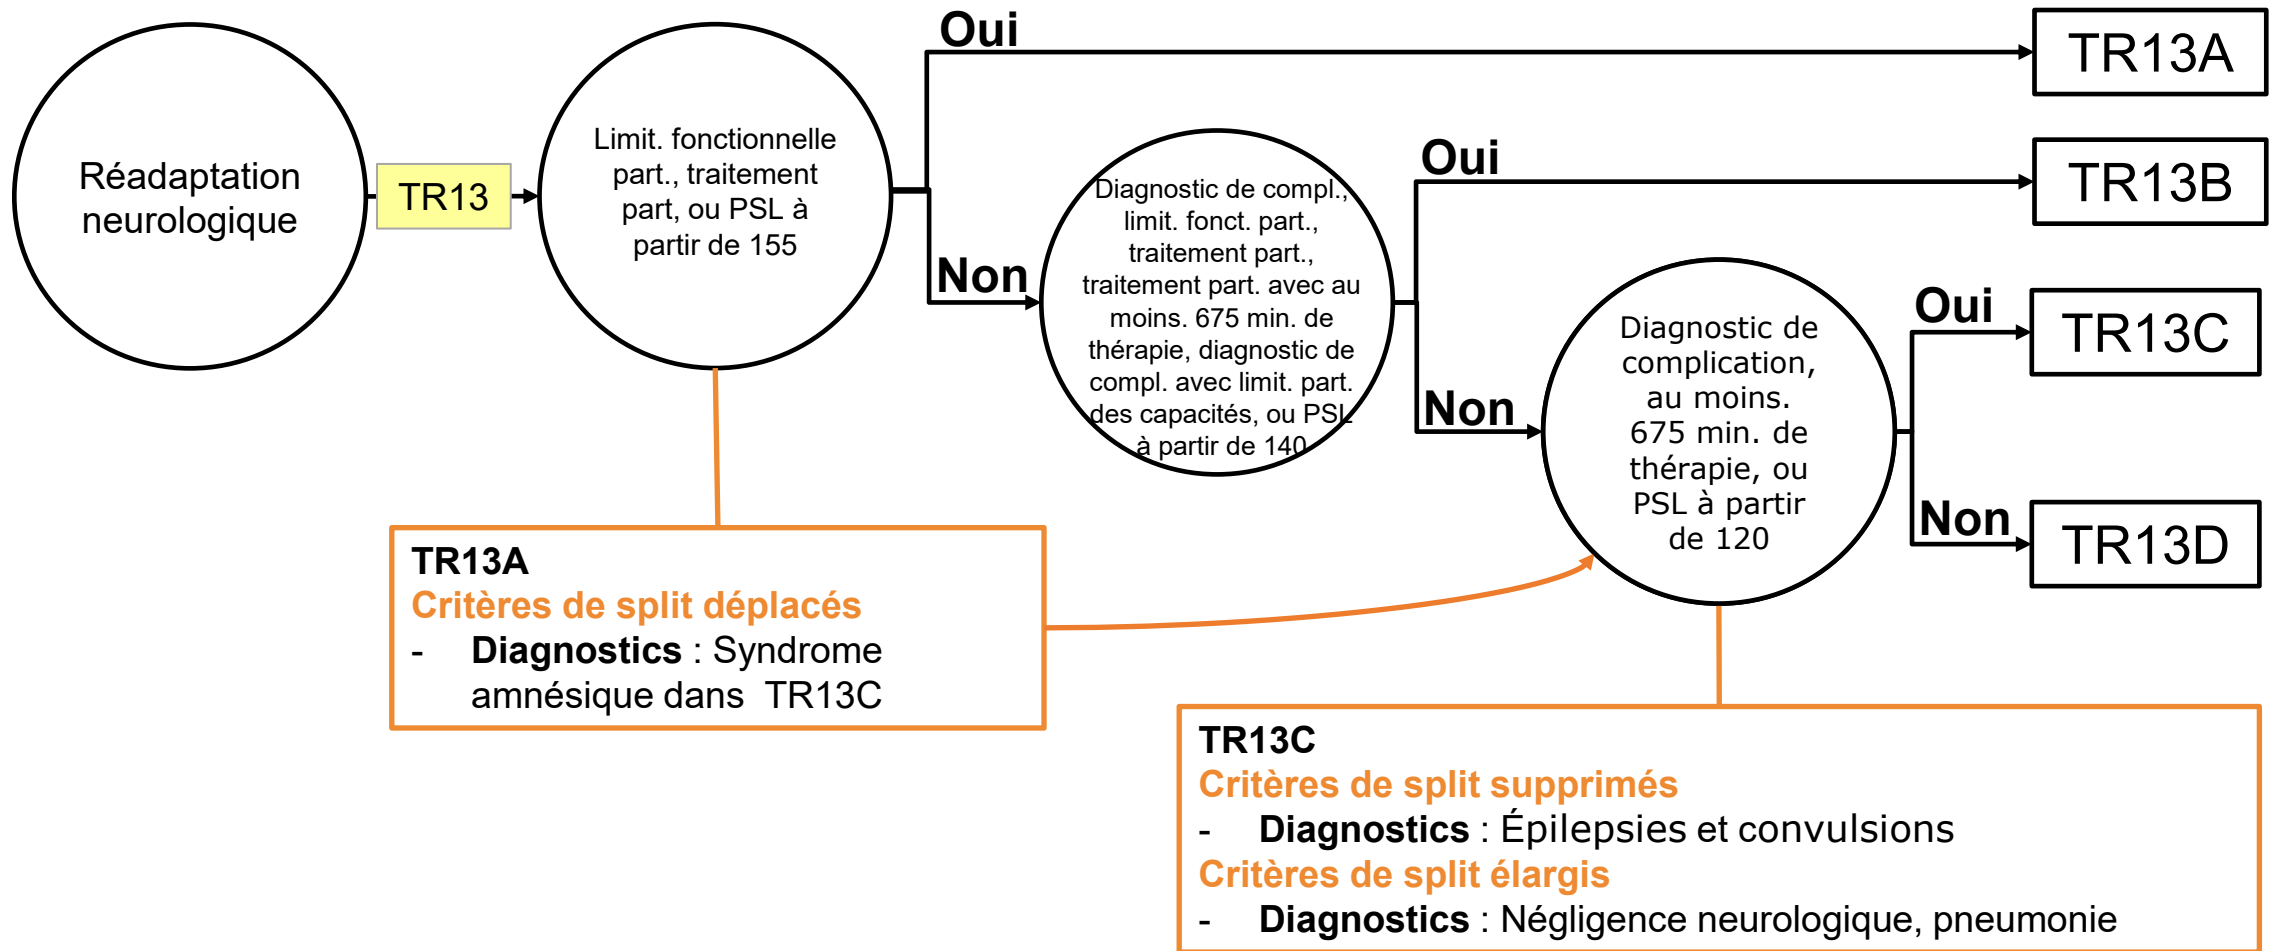 Réadaptation
neurologique
TR13
Limit. fonctionnelle
part., traitement
part, ou PSL à
partir de 155
Oui
TR13A
Non
Diagnostic de compl.,
limit. fonct. part.,
traitement part.,
traitement part. avec au
moins. 675 min. de
thérapie, diagnostic de
compl. avec limit. part.
des capacités, ou PSL
à partir de 140
Oui
TR13B
Non
Diagnostic de
complication,
au moins.
675 min. de
thérapie, ou
PSL à partir
de 120
Oui
TR13C
Non
TR13D
TR13A
Critères de split déplacés
- Diagnostics : Syndrome
amnésique dans TR13C
TR13C
Critères de split supprimés
- Diagnostics : Épilepsies et convulsions
Critères de split élargis
- Diagnostics : Négligence neurologique, pneumonie